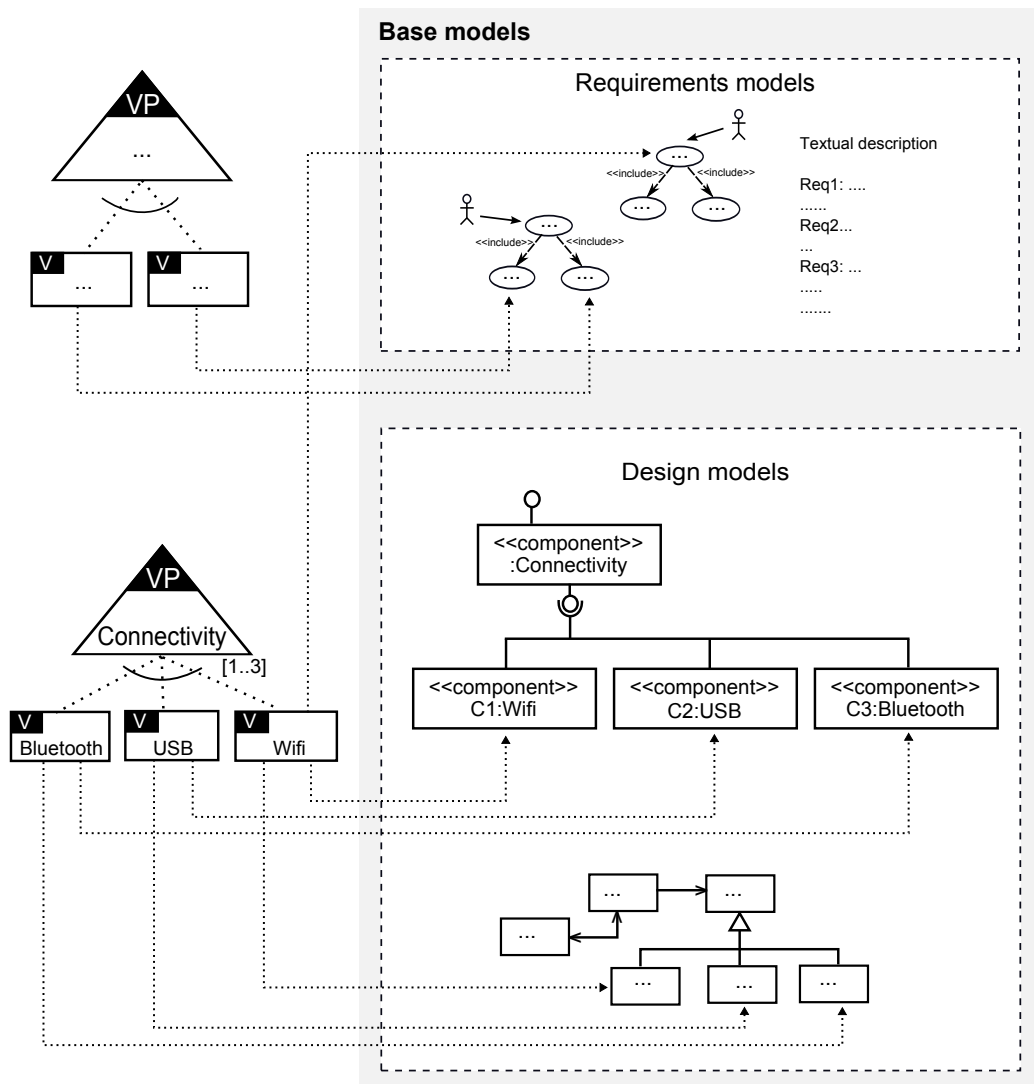 Base models
VP
...
V
...
V
...
Requirements models
...
<<include>>
<<include>>
...
...
...
<<include>>
<<include>>
...
...
Textual description
Req1: ....
......
Req2...
...
Req3: ...
.....
.......
VP
Connectivity
[1..3]
V
Bluetooth
V
USB
V
Wifi
Design models
<<component>>
:Connectivity
<<component>>
C1:Wifi
<<component>>
C2:USB
<<component>>
C3:Bluetooth
...
...
...
...
...
...